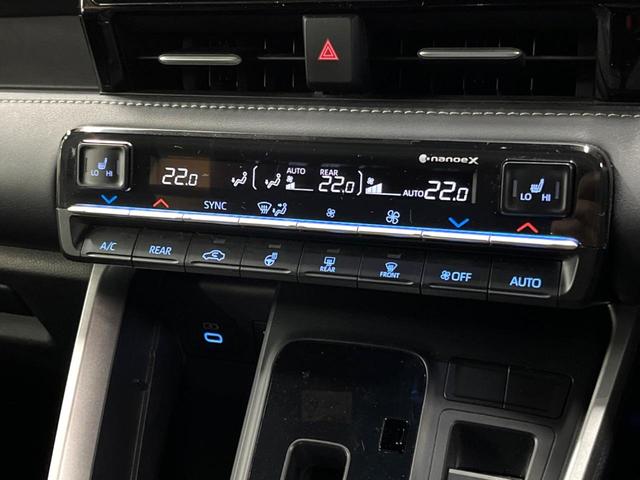 nanoeX
LO HI
22.0
AUTO
REAR
22.0
AUTO 22.0
LO HI
SYNC
A/C
REAR
REAR
FRONT
OFF
AUTO